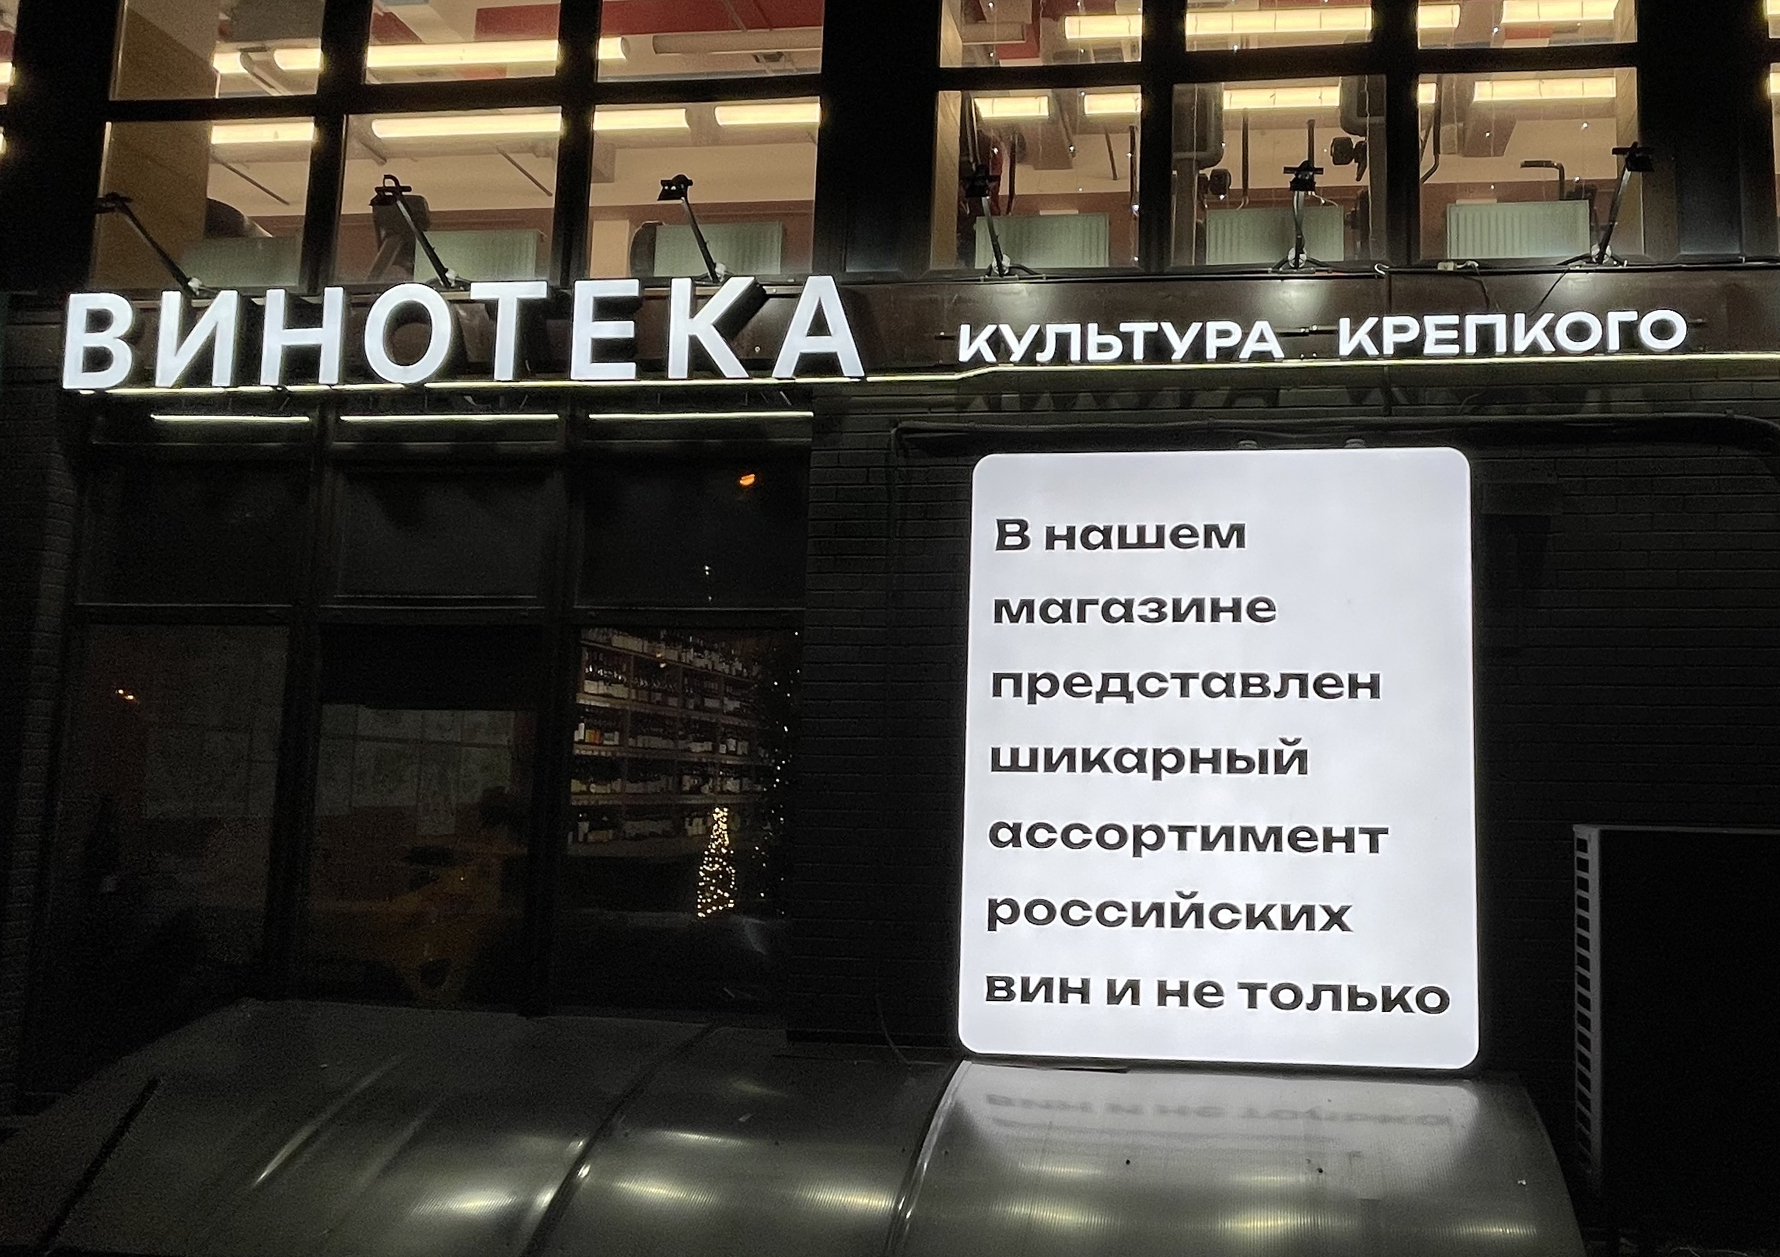 ВИНОТЕКА КУЛЬТУРА КРЕПКОГО
В нашем
магазине
представлен
шикарный
ассортимент
российских
вин и не только